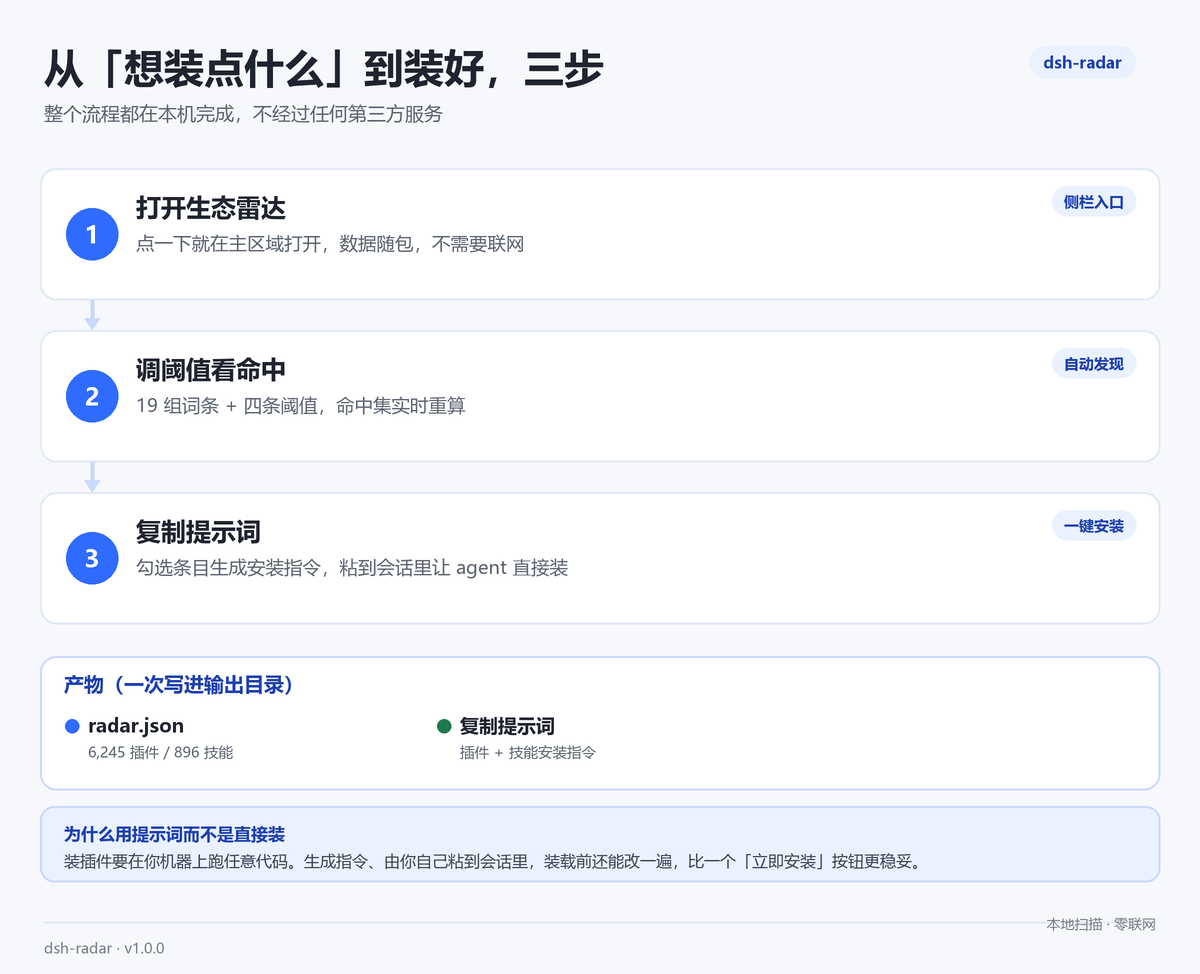 从「想装点什么」到装好，三步
dsh-radar
整个流程都在本机完成，不经过任何第三方服务
1
打开生态雷达
侧栏入口
点一下就在主区域打开，数据随包，不需要联网
2
调阈值看命中
自动发现
19 组词条 + 四条阈值，命中集实时重算
3
复制提示词
一键安装
勾选条目生成安装指令，粘到会话里让 agent 直接装
产物（一次写进输出目录）
radar.json
复制提示词
6,245 插件 / 896 技能
插件 + 技能安装指令
为什么用提示词而不是直接装
装插件要在你机器上跑任意代码。生成指令、由你自己粘到会话里，装载前还能改一遍，比一个「立即安装」按钮更稳妥。
本地扫描 · 零联网
dsh-radar · v1.0.0